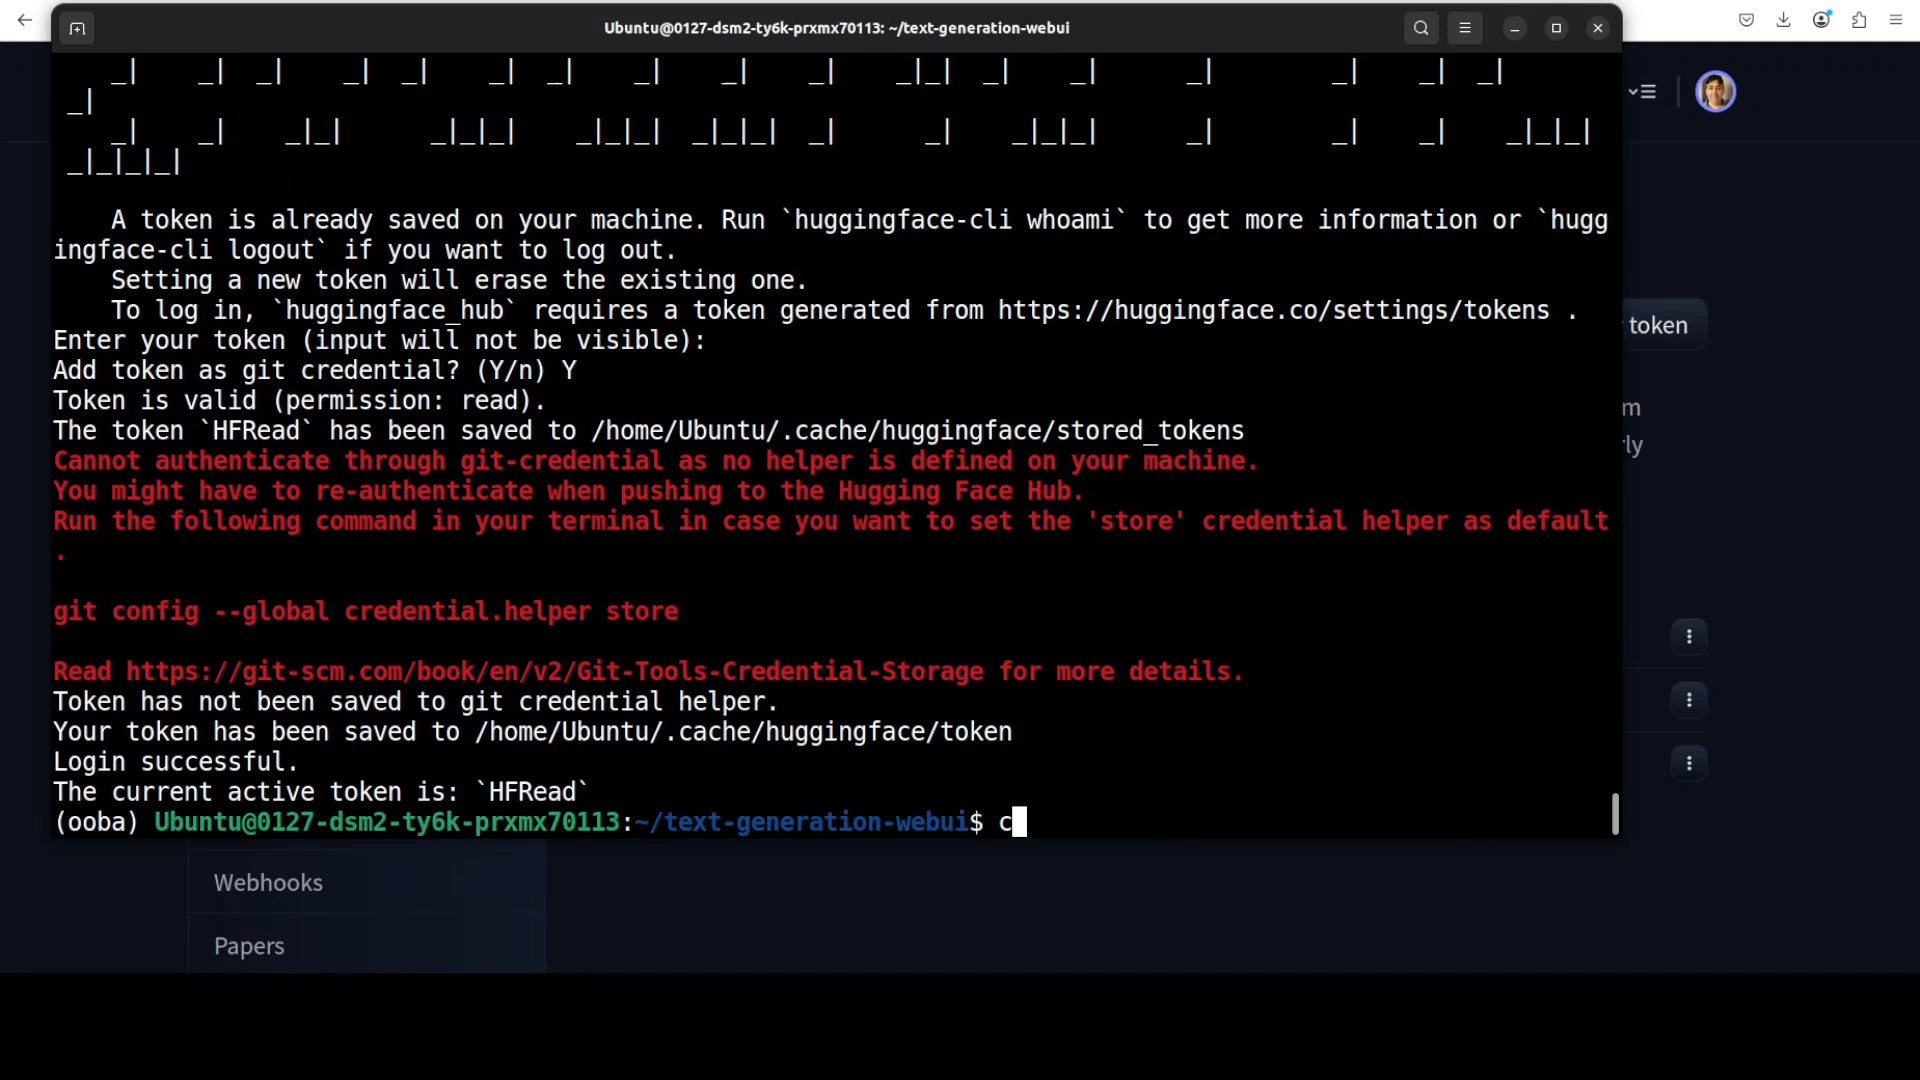 Ubuntu@0127-dsm2-ty6k-prxmx70113: ~/text-generation-webui
_|    _|  _|    _|  _|    _|  _|    _|    _|    _|    _|_|  _|    _|      _|        _|    _|  _|
_|
_|    _|    _|_|      _|_|_|    _|_|_|  _|_|_|  _|      _|    _|_|_|      _|        _|    _|    _|_|_|
_|_|_|_|
A token is already saved on your machine. Run `huggingface-cli whoami` to get more information or `hugg
ingface-cli logout` if you want to log out.
Setting a new token will erase the existing one.
To log in, `huggingface_hub` requires a token generated from https://huggingface.co/settings/tokens .
Enter your token (input will not be visible):
Add token as git credential? (Y/n) Y
Token is valid (permission: read).
The token `HFRead` has been saved to /home/Ubuntu/.cache/huggingface/stored_tokens
Cannot authenticate through git-credential as no helper is defined on your machine.
You might have to re-authenticate when pushing to the Hugging Face Hub.
Run the following command in your terminal in case you want to set the 'store' credential helper as default
.
git config --global credential.helper store
Read https://git-scm.com/book/en/v2/Git-Tools-Credential-Storage for more details.
Token has not been saved to git credential helper.
Your token has been saved to /home/Ubuntu/.cache/huggingface/token
Login successful.
The current active token is: `HFRead`
(ooba) Ubuntu@0127-dsm2-ty6k-prxmx70113:~/text-generation-webui$ c
token
m
rly
Webhooks
Papers